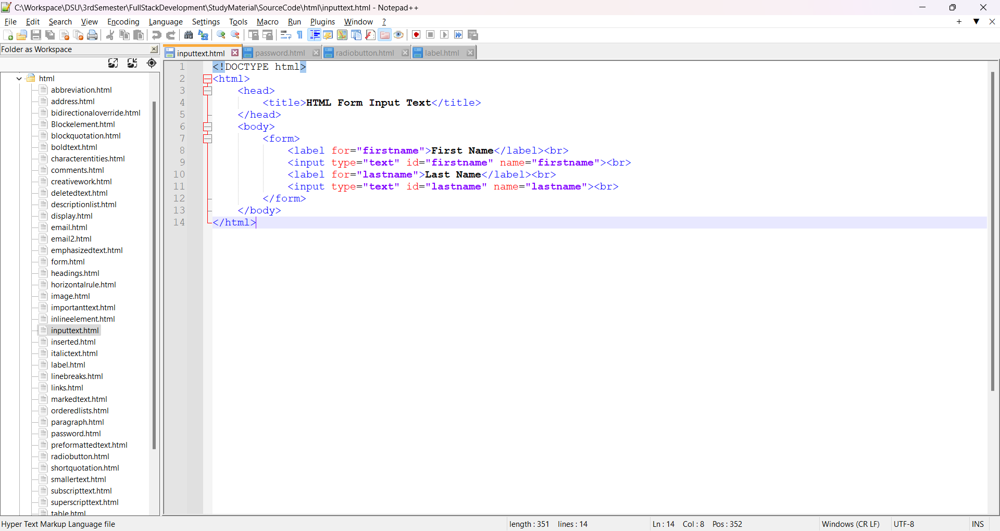 C:\Workspace\DSU\3rdSemester\FullStackDevelopment\StudyMaterial\SourceCode\html\inputtext.html - Notepad++
File Edit Search View Encoding Language Settings Tools Macro Run Plugins Window ?
Folder as Workspace
inputtext.html password.html radiobutton.html label.html
html
abbreviation.html
address.html
bidirectionaloverride.html
Blockelement.html
blockquotation.html
boldtext.html
characterentities.html
comments.html
creativework.html
deletedtext.html
descriptionlist.html
display.html
email.html
email2.html
emphasizedtext.html
form.html
headings.html
horizontalrule.html
image.html
importanttext.html
inlineelement.html
inputtext.html
inserted.html
italictext.html
label.html
linebreaks.html
links.html
markedtext.html
orderedlists.html
paragraph.html
password.html
preformattedtext.html
radiobutton.html
shortquotation.html
smallertext.html
subscripttext.html
superscripttext.html
table.html
1 <!DOCTYPE html>
2 <html>
3 <head>
4 <title>HTML Form Input Text</title>
5 </head>
6 <body>
7 <form>
8 <label for="firstname">First Name</label><br>
9 <input type="text" id="firstname" name="firstname"><br>
10 <label for="lastname">Last Name</label><br>
11 <input type="text" id="lastname" name="lastname"><br>
12 </form>
13 </body>
14 </html>
Hyper Text Markup Language file length : 351 lines : 14 Ln : 14 Col : 8 Pos : 352 Windows (CR LF) UTF-8 INS